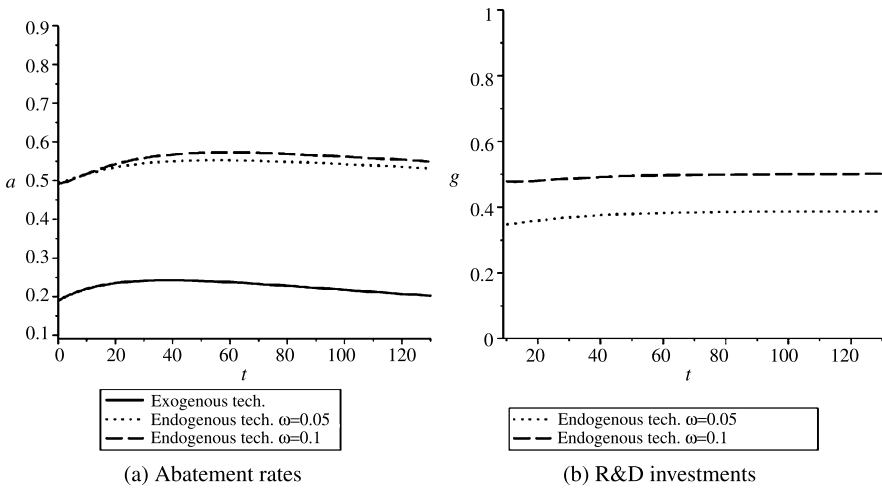 0.9
0.8
0.7
0.6
a 0.5
0.4
0.3
0.2
0.1
0 20 40 60 80 100 120
t
Exogenous tech.
Endogenous tech. ω=0.05
Endogenous tech. ω=0.1
(a) Abatement rates
1
0.8
0.6
g
0.4
0.2
0
20 40 60 80 100 120
t
Endogenous tech. ω=0.05
Endogenous tech. ω=0.1
(b) R&D investments